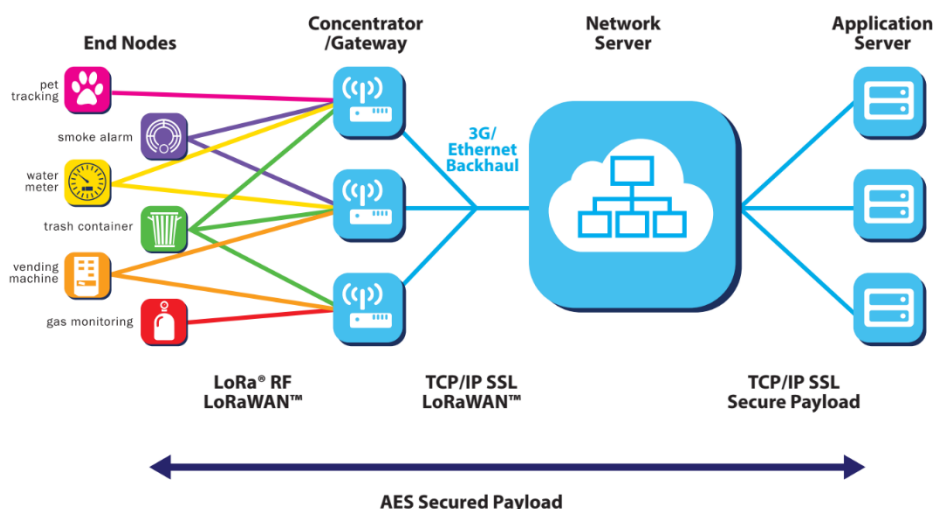 End Nodes
Concentrator
/Gateway
Network
Server
Application
Server
pet
tracking
smoke alarm
water
meter
trash container
vending
machine
gas monitoring
3G/
Ethernet
Backhaul
LoRa® RF
LoRaWAN™
TCP/IP SSL
LoRaWAN™
TCP/IP SSL
Secure Payload
AES Secured Payload